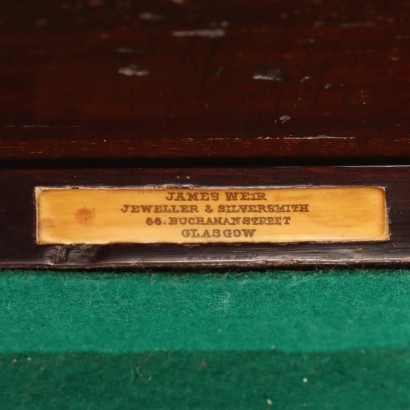 JAMES WEIR
JEWELLER & SILVERSMITH
66. BUCHANAN STREET
GLASGOW